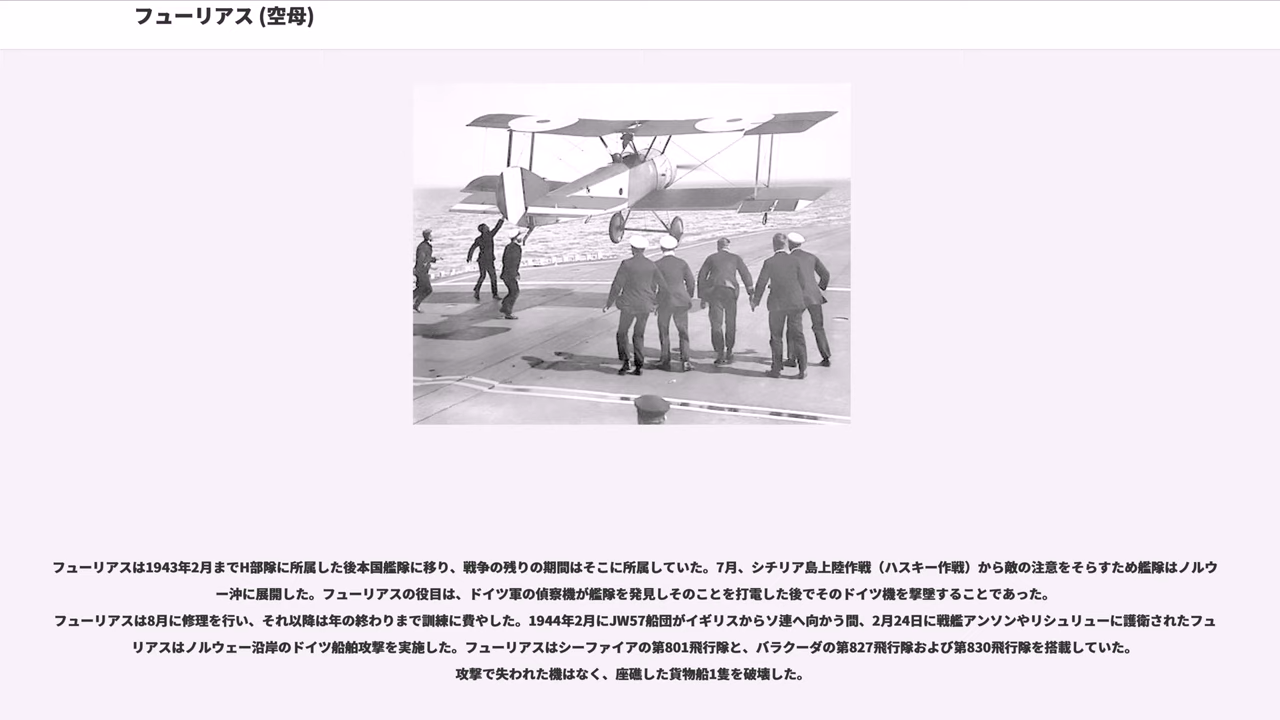 フューリアス (空母)
フューリアスは1943年2月までH部隊に所属した後本国艦隊に移り、戦争の残りの期間はそこに所属していた。7月、シチリア島上陸作戦（ハスキー作戦）から敵の注意をそらすため艦隊はノルウ
ェー沖に展開した。フューリアスの役目は、ドイツ軍の偵察機が艦隊を発見しそのことを打電した後でそのドイツ機を撃墜することであった。
フューリアスは8月に修理を行い、それ以降は年の終わりまで訓練に費やした。1944年2月にJW57船団がイギリスからソ連へ向かう間、2月24日に戦艦アンソンやリシュリューに護衛されたフュ
リアスはノルウェー沿岸のドイツ船舶攻撃を実施した。フューリアスはシーファイアの第801飛行隊と、バラクーダの第827飛行隊および第830飛行隊を搭載していた。
攻撃で失われた機はなく、座礁した貨物船1隻を破壊した。